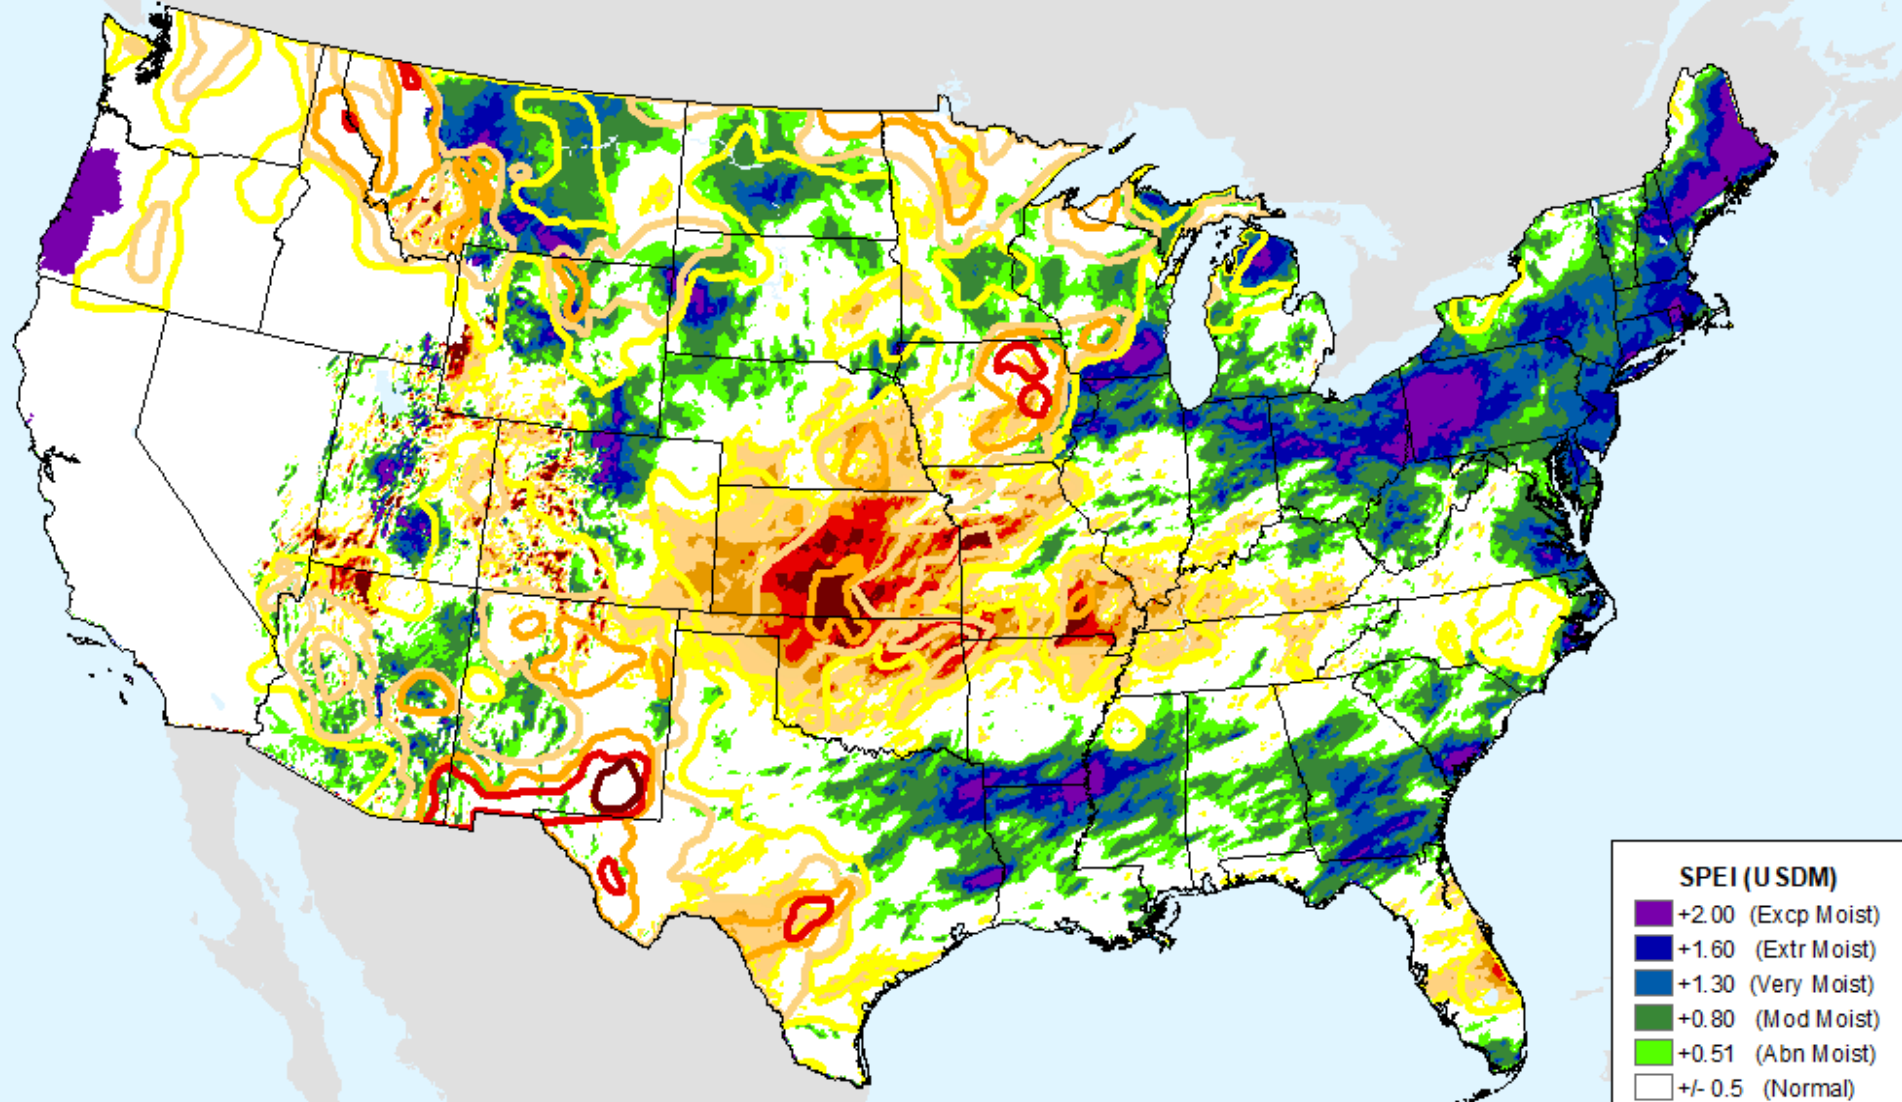 SPEI (USDM)
+2.00 (Excp Moist)
+1.60 (Extr Moist)
+1.30 (Very Moist)
+0.80 (Mod Moist)
+0.51 (Abn Moist)
+/- 0.5 (Normal)